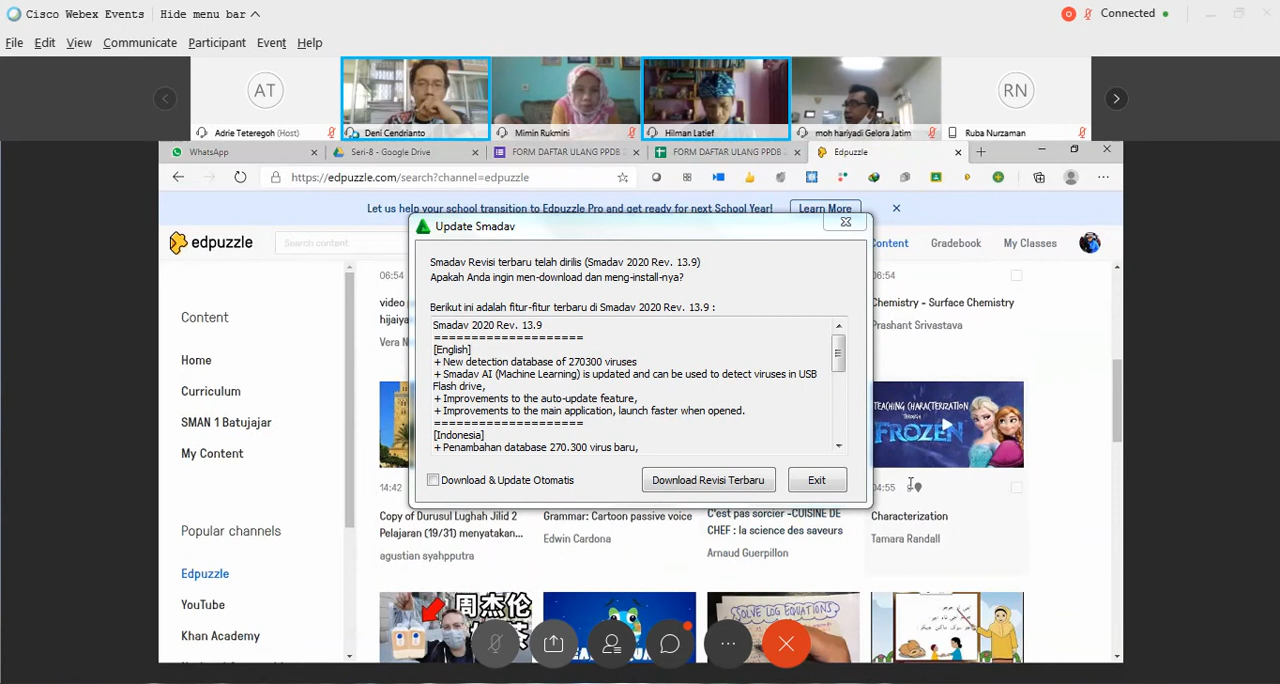 Cisco Webex Events
Hide menu bar
Connected
File Edit View Communicate Participant Event Help
AT
RN
Adrie Teteregoh (Host)
Deni Cendrianto
Mimin Rukmini
Hilman Latief
moh hariyadi Gelora Jatim
Ruba Nurzaman
WhatsApp
Seri-8 - Google Drive
FORM DAFTAR ULANG PPDB
FORM DAFTAR ULANG PPDB
Edpuzzle
https://edpuzzle.com/search?channel=edpuzzle
Let us help your school transition to Edpuzzle Pro and get ready for next School Year!
Learn More
edpuzzle
Search content
Content
Gradebook
My Classes
Content
Home
Curriculum
SMAN 1 Batujajar
My Content
Popular channels
Edpuzzle
YouTube
Khan Academy
Update Smadav
Smadav Revisi terbaru telah dirilis (Smadav 2020 Rev. 13.9)
Apakah Anda ingin men-download dan meng-install-nya?
Berikut ini adalah fitur-fitur terbaru di Smadav 2020 Rev. 13.9 :
Smadav 2020 Rev. 13.9
====================
[English]
+ New detection database of 270300 viruses
+ Smadav AI (Machine Learning) is updated and can be used to detect viruses in USB
Flash drive,
+ Improvements to the auto-update feature,
+ Improvements to the main application, launch faster when opened.
====================
[Indonesia]
+ Penambahan database 270.300 virus baru,
Download & Update Otomatis
Download Revisi Terbaru
Exit
06:54
video
hijaiya
Vera N
06:54
Chemistry - Surface Chemistry
Prashant Srivastava
TEACHING CHARACTERIZATION
THROUGH
FROZEN
14:42
Copy of Durusul Lughah Jilid 2
Pelajaran (19/31) menyatakan...
agustian syahpputra
Grammar: Cartoon passive voice
Edwin Cardona
C'est pas sorcier -CUISINE DE
CHEF : la science des saveurs
Arnaud Guerpillon
04:55
Characterization
Tamara Randall
周杰伦
SOLVE LOG EQUATIONS